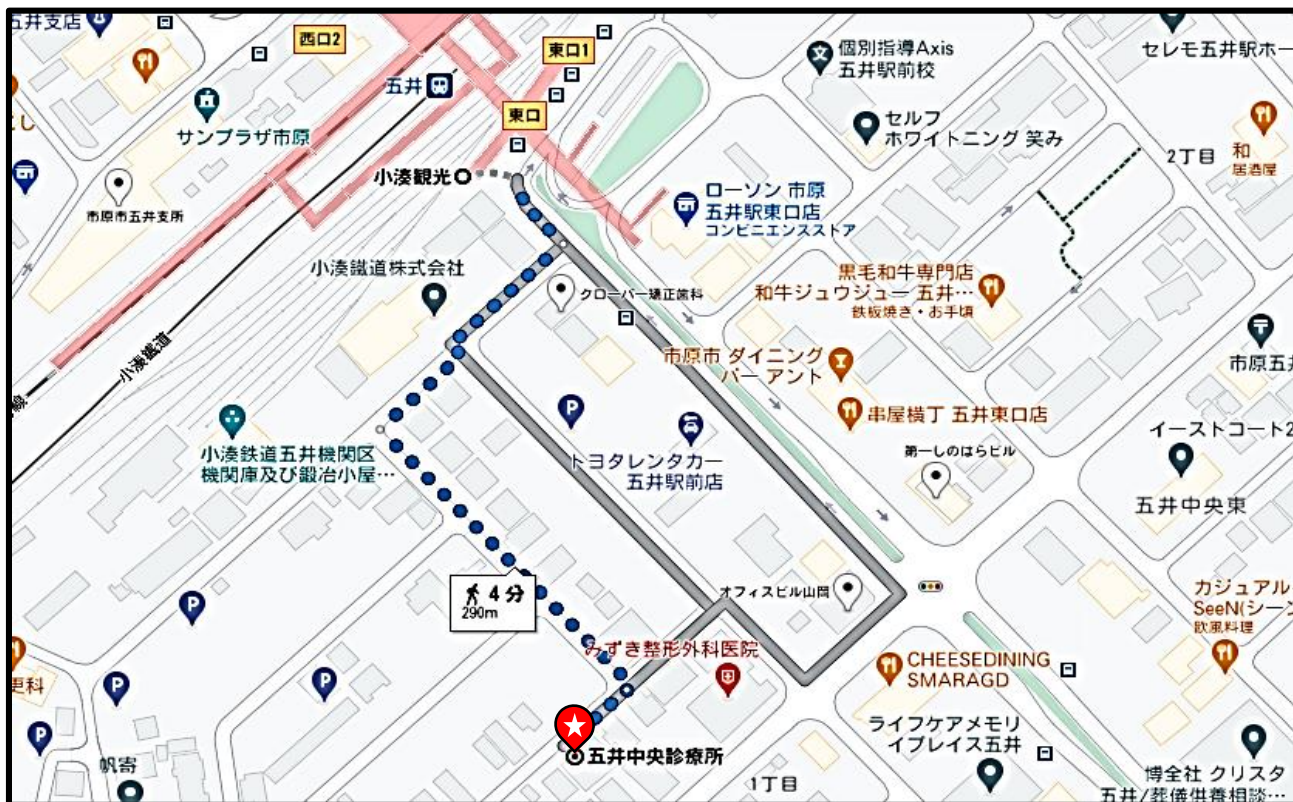 五井支店
西口2
東口1
五井
東口
サンプラザ市原
個別指導Axis
五井駅前校
セレモ五井駅ホー
セルフ
ホワイトニング 笑み
和
居酒屋
2丁目
小湊観光
市原市五井支所
ローソン 市原
五井駅東口店
コンビニエンスストア
小湊鐵道株式会社
クローバー矯正歯科
黒毛和牛専門店
和牛ジュウジュー 五井…
鉄板焼き・お手頃
小湊鐵道
市原市 ダイニング
バー アント
市原五井
串屋横丁 五井東口店
小湊鉄道五井機関区
機関庫及び鍛冶小屋…
トヨタレンタカー
五井駅前店
第一しのはらビル
イーストコート2
五井中央東
4 分
290m
オフィスビル山岡
カジュアル
SeeN(シーン
欧風料理
みずき整形外科医院
CHEESEDINING
SMARAGD
更科
五井中央診療所
ライフケアメモリ
イプレイス五井
帆寄
1丁目
博全社 クリスタ
五井/葬儀供養相談…